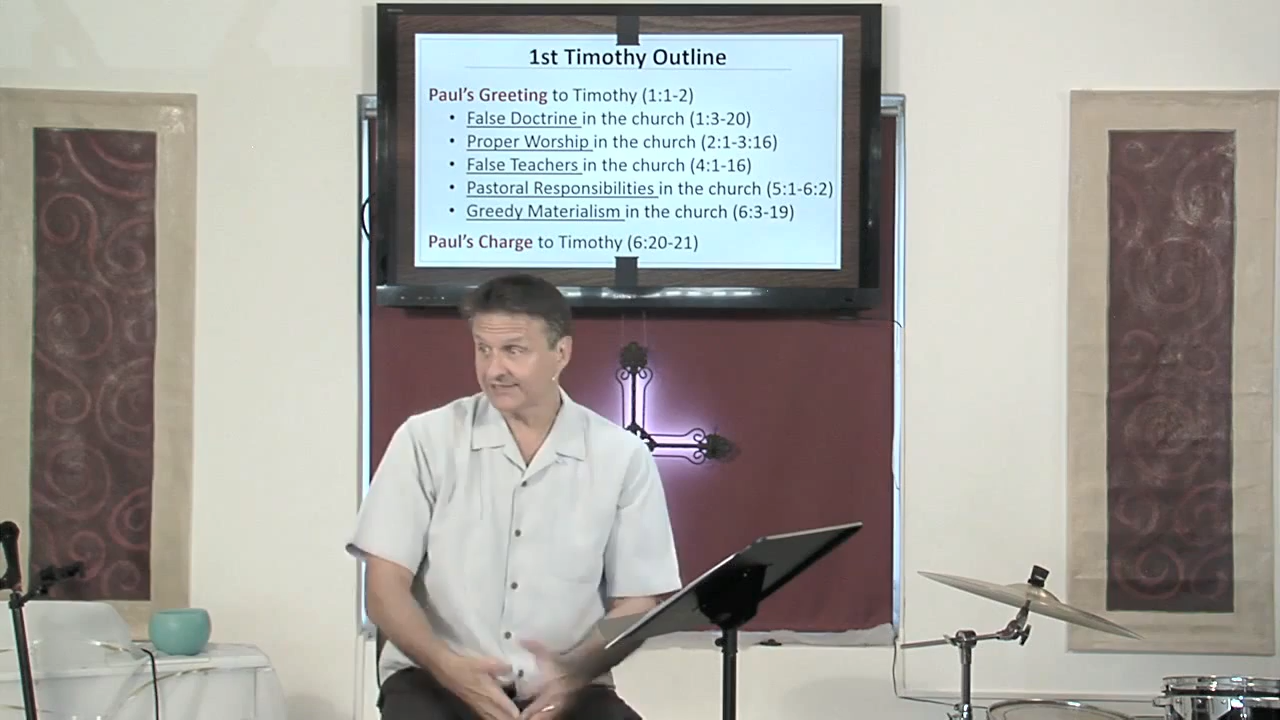 1st Timothy Outline
Paul's Greeting to Timothy (1:1-2)
• False Doctrine in the church (1:3-20)
• Proper Worship in the church (2:1-3:16)
• False Teachers in the church (4:1-16)
• Pastoral Responsibilities in the church (5:1-6:2)
• Greedy Materialism in the church (6:3-19)
Paul's Charge to Timothy (6:20-21)